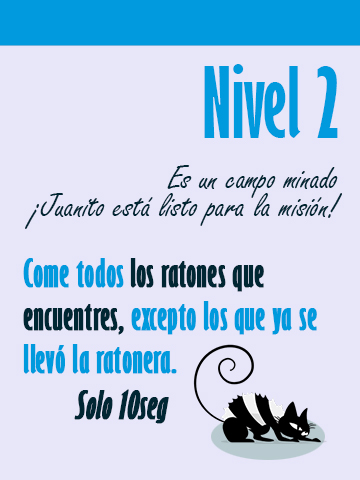 Nivel 2
Es un campo minado
¡Juanito está listo para la misión!
Come todos los ratones que
encuentres, excepto los que ya se
llevó la ratonera.
Solo 10seg